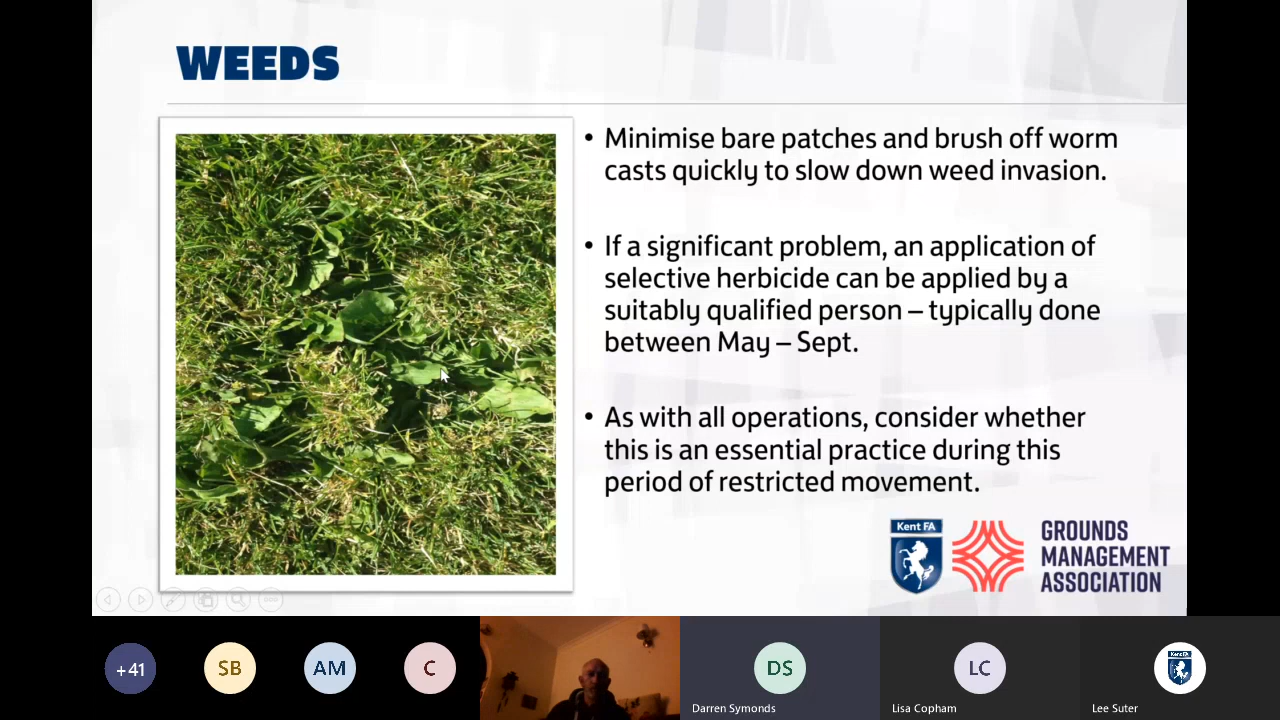 WEEDS
• Minimise bare patches and brush off worm
casts quickly to slow down weed invasion.
• If a significant problem, an application of
selective herbicide can be applied by a
suitably qualified person – typically done
between May – Sept.
• As with all operations, consider whether
this is an essential practice during this
period of restricted movement.
Kent FA
GROUNDS
MANAGEMENT
ASSOCIATION
+41
SB
AM
C
DS
LC
Kent FA
Darren Symonds
Lisa Copham
Lee Suter